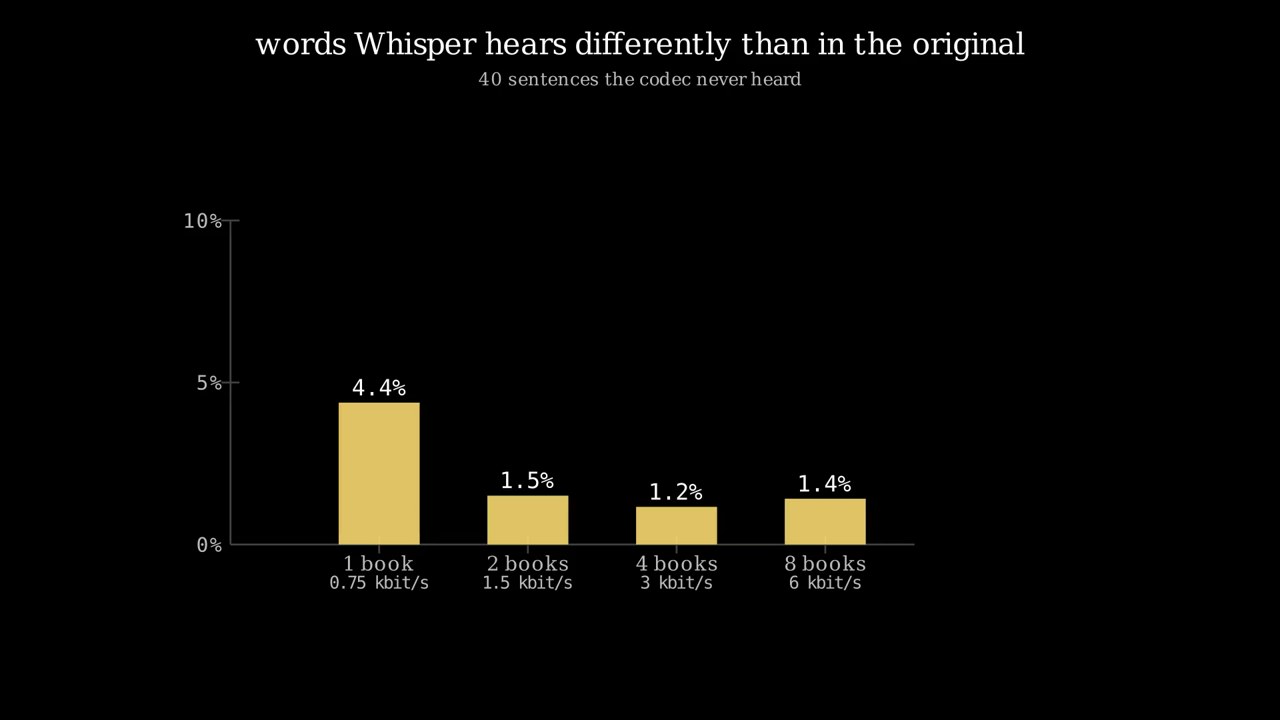 words Whisper hears differently than in the original
40 sentences the codec never heard
10%
5%
0%
4.4%
1.5%
1.2%
1.4%
1 book
2 books
4 books
8 books
0.75 kbit/s
1.5 kbit/s
3 kbit/s
6 kbit/s